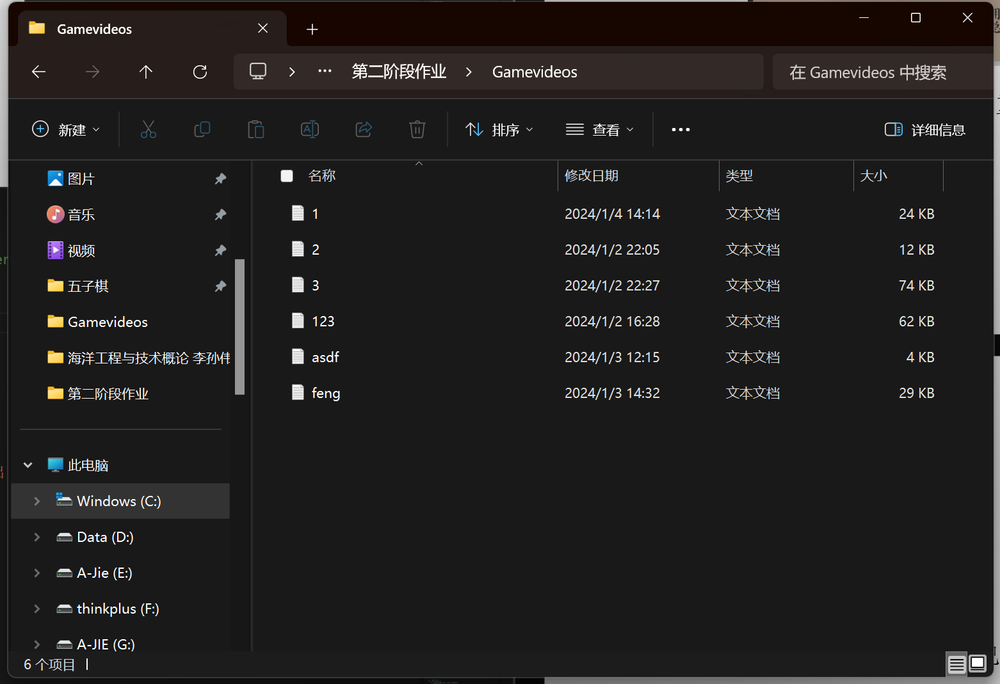 Gamevideos
第二阶段作业 Gamevideos
在 Gamevideos 中搜索
新建 排序 查看 详细信息
图片
音乐
视频
五子棋
Gamevideos
海洋工程与技术概论 李孙伟
第二阶段作业
此电脑
Windows (C:)
Data (D:)
A-Jie (E:)
thinkplus (F:)
A-JIE (G:)
名称 修改日期 类型 大小
1 2024/1/4 14:14 文本文档 24 KB
2 2024/1/2 22:05 文本文档 12 KB
3 2024/1/2 22:27 文本文档 74 KB
123 2024/1/2 16:28 文本文档 62 KB
asdf 2024/1/3 12:15 文本文档 4 KB
feng 2024/1/3 14:32 文本文档 29 KB
6 个项目